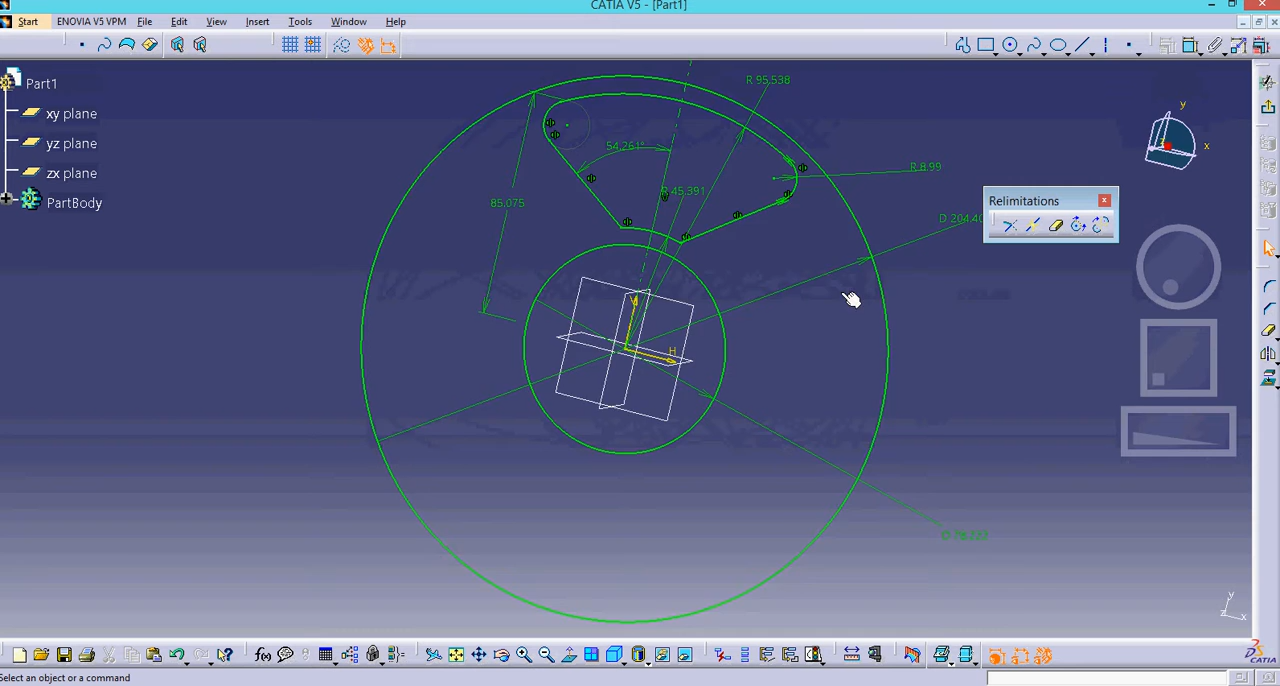 CATIA V5 - [Part1]
Start ENOVIA V5 VPM File Edit View Insert Tools Window Help
Part1
xy plane
yz plane
zx plane
PartBody
R 95.538
54.261°
R 8.99
R 45.391
85.075
D 204.40
V
H
y
x
z
Relimitations
y
z x
f(x)
CATIA
Select an object or a command